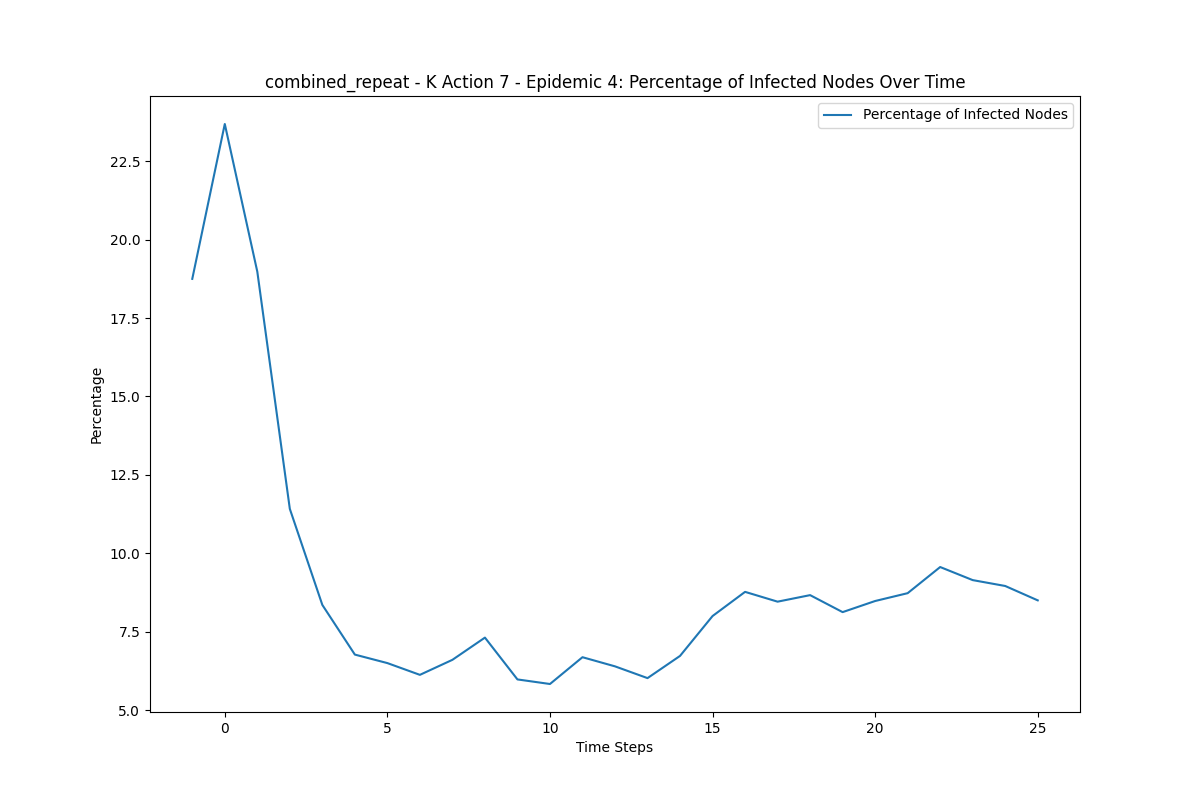 combined_repeat - K Action 7 - Epidemic 4: Percentage of Infected Nodes Over Time
Percentage of Infected Nodes
22.5
20.0
17.5
15.0
12.5
10.0
7.5
5.0
Percentage
0 5 10 15 20 25
Time Steps